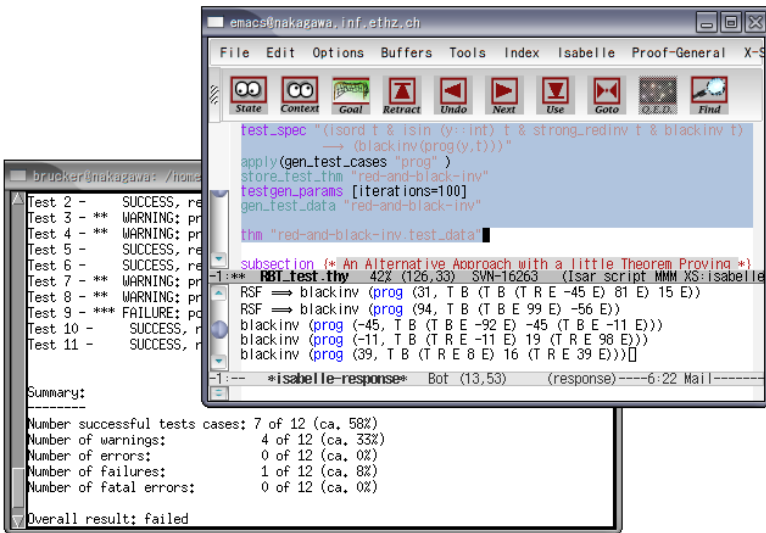 emacs@nakagawa.inf.ethz.ch
File Edit Options Buffers Tools Index Isabelle Proof-General X-S
State Context Goal Retract Undo Next Use Goto Q.E.D. Find
test_spec "(isord t & isin (y::int) t & strong_redinv t & blackinv t)
⟶ (blackinv(prog(y,t)))"
apply(gen_test_cases "prog" )
store_test_thm "red-and-black-inv"
testgen_params [iterations=100]
gen_test_data "red-and-black-inv"
thm "red-and-black-inv.test_data"
subsection {* An Alternative Approach with a little Theorem Proving *}
-1:** RBT_test.thy 42% (126,33) SVN-16263 (Isar script MMM XS:isabelle
RSF ⟹ blackinv (prog (31, T B (T B (T R E -45 E) 81 E) 15 E))
RSF ⟹ blackinv (prog (94, T B (T B E 99 E) -56 E))
blackinv (prog (-45, T B (T B E -92 E) -45 (T B E -11 E)))
blackinv (prog (-11, T B (T R E -11 E) 19 (T R E 98 E)))
blackinv (prog (39, T B (T R E 8 E) 16 (T R E 39 E)))
-1:-- *isabelle-response* Bot (13,53) (response)----6:22 Mail-------
brucker@nakagawa: /home
Test 2 - SUCCESS, re
Test 3 - ** WARNING: pr
Test 4 - ** WARNING: pr
Test 5 - SUCCESS, re
Test 6 - SUCCESS, re
Test 7 - ** WARNING: pr
Test 8 - ** WARNING: pr
Test 9 - *** FAILURE: po
Test 10 - SUCCESS, r
Test 11 - SUCCESS, r
Summary:
--------
Number successful tests cases: 7 of 12 (ca. 58%)
Number of warnings: 4 of 12 (ca. 33%)
Number of errors: 0 of 12 (ca. 0%)
Number of failures: 1 of 12 (ca. 8%)
Number of fatal errors: 0 of 12 (ca. 0%)
Overall result: failed